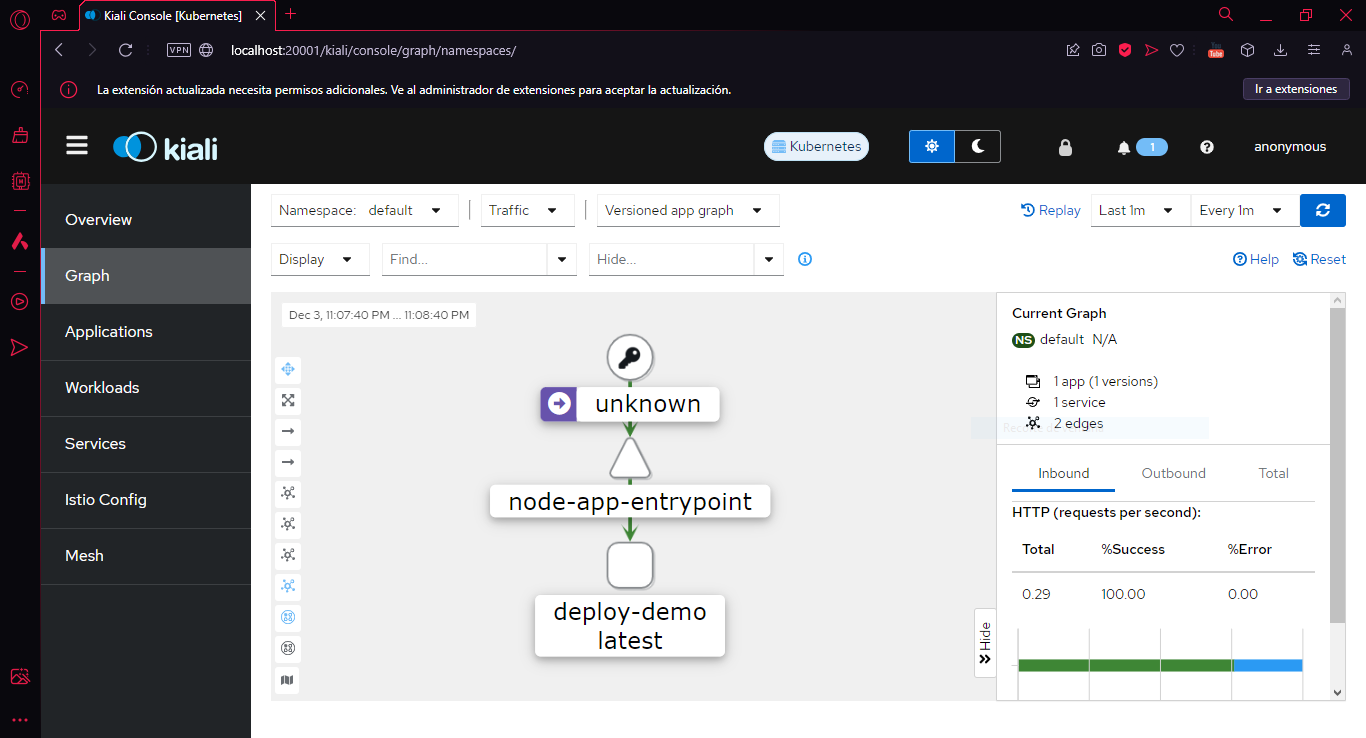 Kiali Console [Kubernetes]
VPN
localhost:20001/kiali/console/graph/namespaces/
You Tube
La extensión actualizada necesita permisos adicionales. Ve al administrador de extensiones para aceptar la actualización.
Ir a extensiones
kiali
Kubernetes
1
anonymous
Overview
Graph
Applications
Workloads
Services
Istio Config
Mesh
Namespace: default
Traffic
Versioned app graph
Replay
Last 1m
Every 1m
Display
Find...
Hide...
Help
Reset
Dec 3, 11:07:40 PM ... 11:08:40 PM
unknown
node-app-entrypoint
deploy-demo
latest
Hide
Current Graph
NS default N/A
1 app (1 versions)
1 service
2 edges
Inbound
Outbound
Total
HTTP (requests per second):
Total %Success %Error
0.29 100.00 0.00